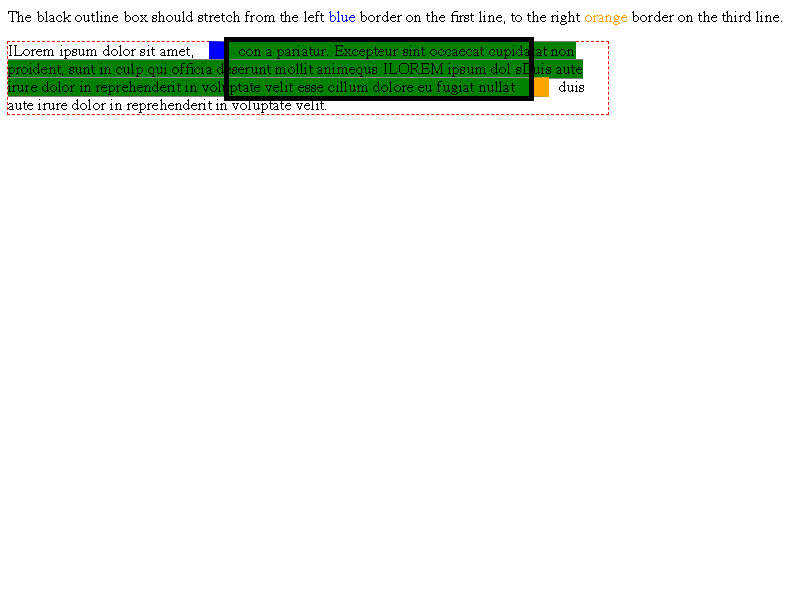 The black outline box should stretch from the left blue border on the first line, to the right orange border on the third line.
ILorem ipsum dolor sit amet, con a pariatur. Excepteur sint occaecat cupidatat non
proident, sunt in culp qui officia deserunt mollit animequs ILOREM ipsum dol sDuis aute
irure dolor in reprehenderit in voluptate velit esse cillum dolore eu fugiat nullat duis
aute irure dolor in reprehenderit in voluptate velit.